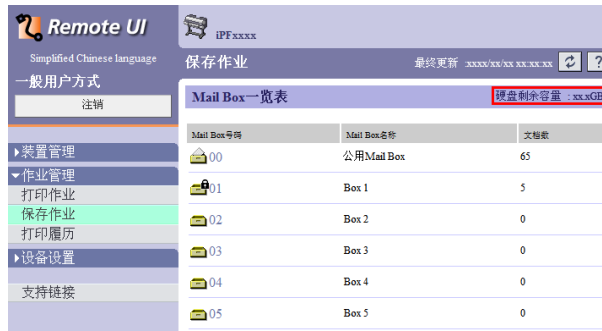 Remote UI
iPFxxxx
Simplified Chinese language
一般用户方式
注销
▸装置管理
▾作业管理
打印作业
保存作业
打印履历
▸设备设置
支持链接
保存作业
最终更新 :xxxx/xx/xx xx:xx:xx
?
Mail Box一览表
硬盘剩余容量 : xx.xGB
Mail Box号码 Mail Box名称 文档数
00 公用Mail Box 65
01 Box 1 5
02 Box 2 0
03 Box 3 0
04 Box 4 0
05 Box 5 0